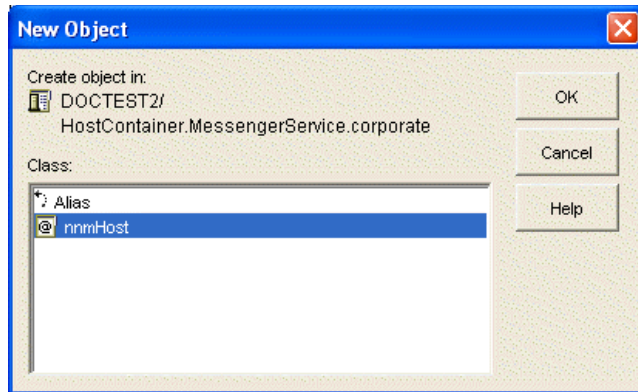 New Object
Create object in:
DOCTEST2/
HostContainer.MessengerService.corporate
Class:
Alias
@ nnmHost
OK
Cancel
Help